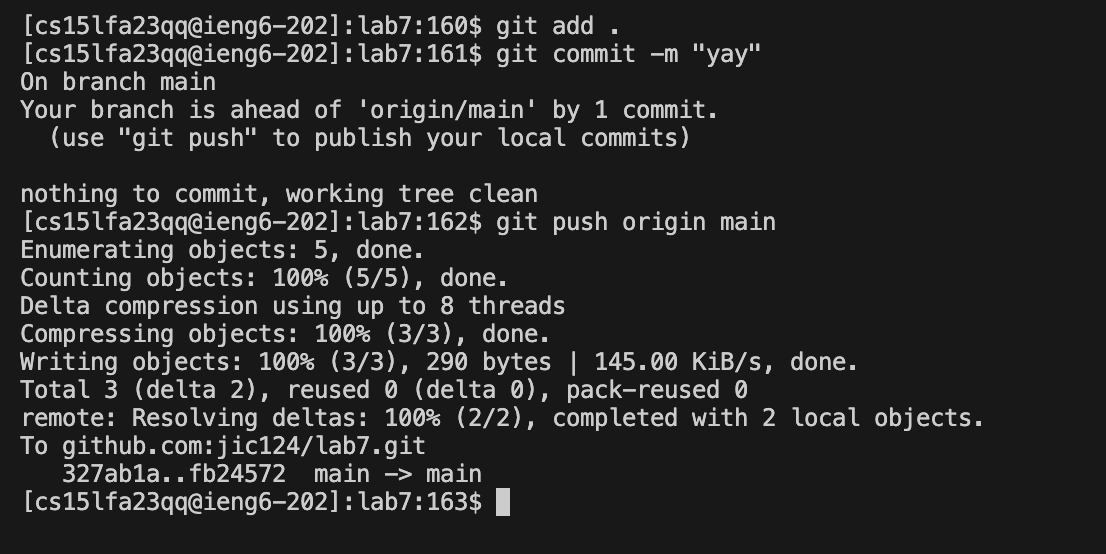 [cs15lfa23qq@ieng6-202]:lab7:160$ git add .
[cs15lfa23qq@ieng6-202]:lab7:161$ git commit -m "yay"
On branch main
Your branch is ahead of 'origin/main' by 1 commit.
  (use "git push" to publish your local commits)

nothing to commit, working tree clean
[cs15lfa23qq@ieng6-202]:lab7:162$ git push origin main
Enumerating objects: 5, done.
Counting objects: 100% (5/5), done.
Delta compression using up to 8 threads
Compressing objects: 100% (3/3), done.
Writing objects: 100% (3/3), 290 bytes | 145.00 KiB/s, done.
Total 3 (delta 2), reused 0 (delta 0), pack-reused 0
remote: Resolving deltas: 100% (2/2), completed with 2 local objects.
To github.com:jic124/lab7.git
   327ab1a..fb24572  main -> main
[cs15lfa23qq@ieng6-202]:lab7:163$